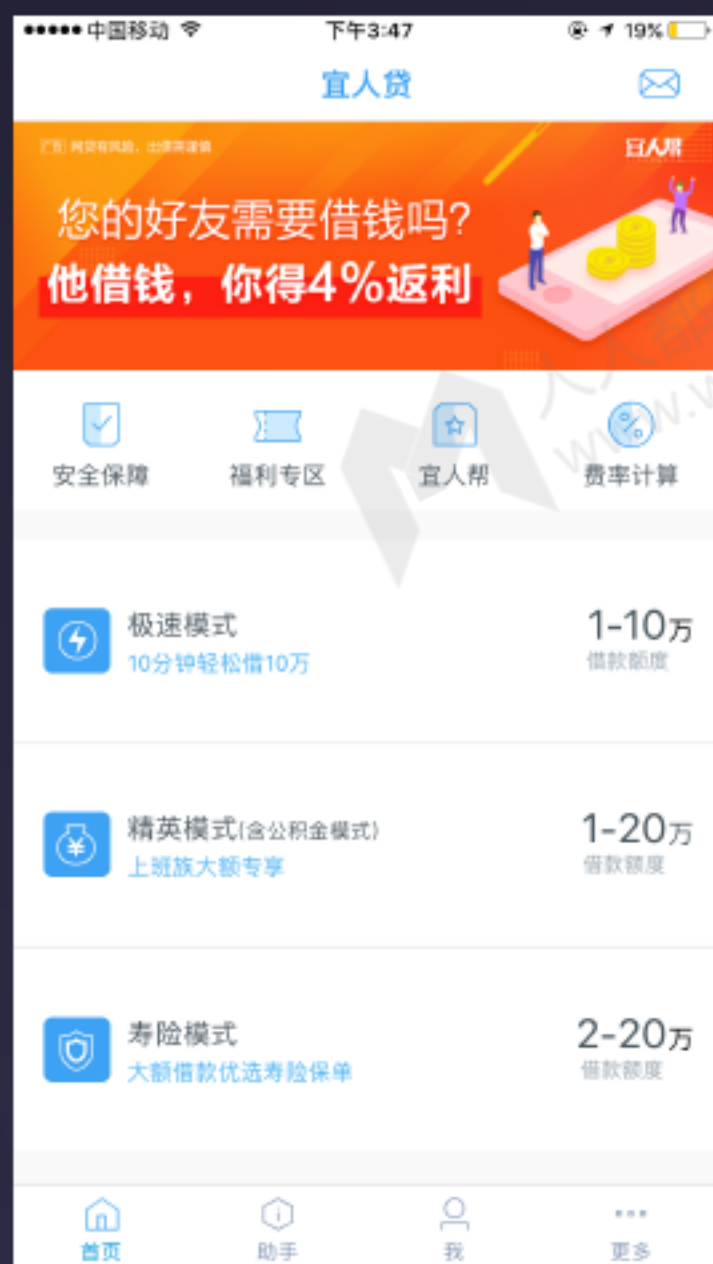 中国移动
下午3:47
19%
宜人贷
广告 网贷有风险，出借需谨慎
宜人帮
您的好友需要借钱吗?
他借钱，你得4%返利
安全保障
福利专区
宜人帮
费率计算
极速模式
10分钟轻松借10万
1-10万
借款额度
精英模式(含公积金模式)
上班族大额专享
1-20万
借款额度
寿险模式
大额借款优选寿险保单
2-20万
借款额度
首页
助手
我
更多
人人都
www.w